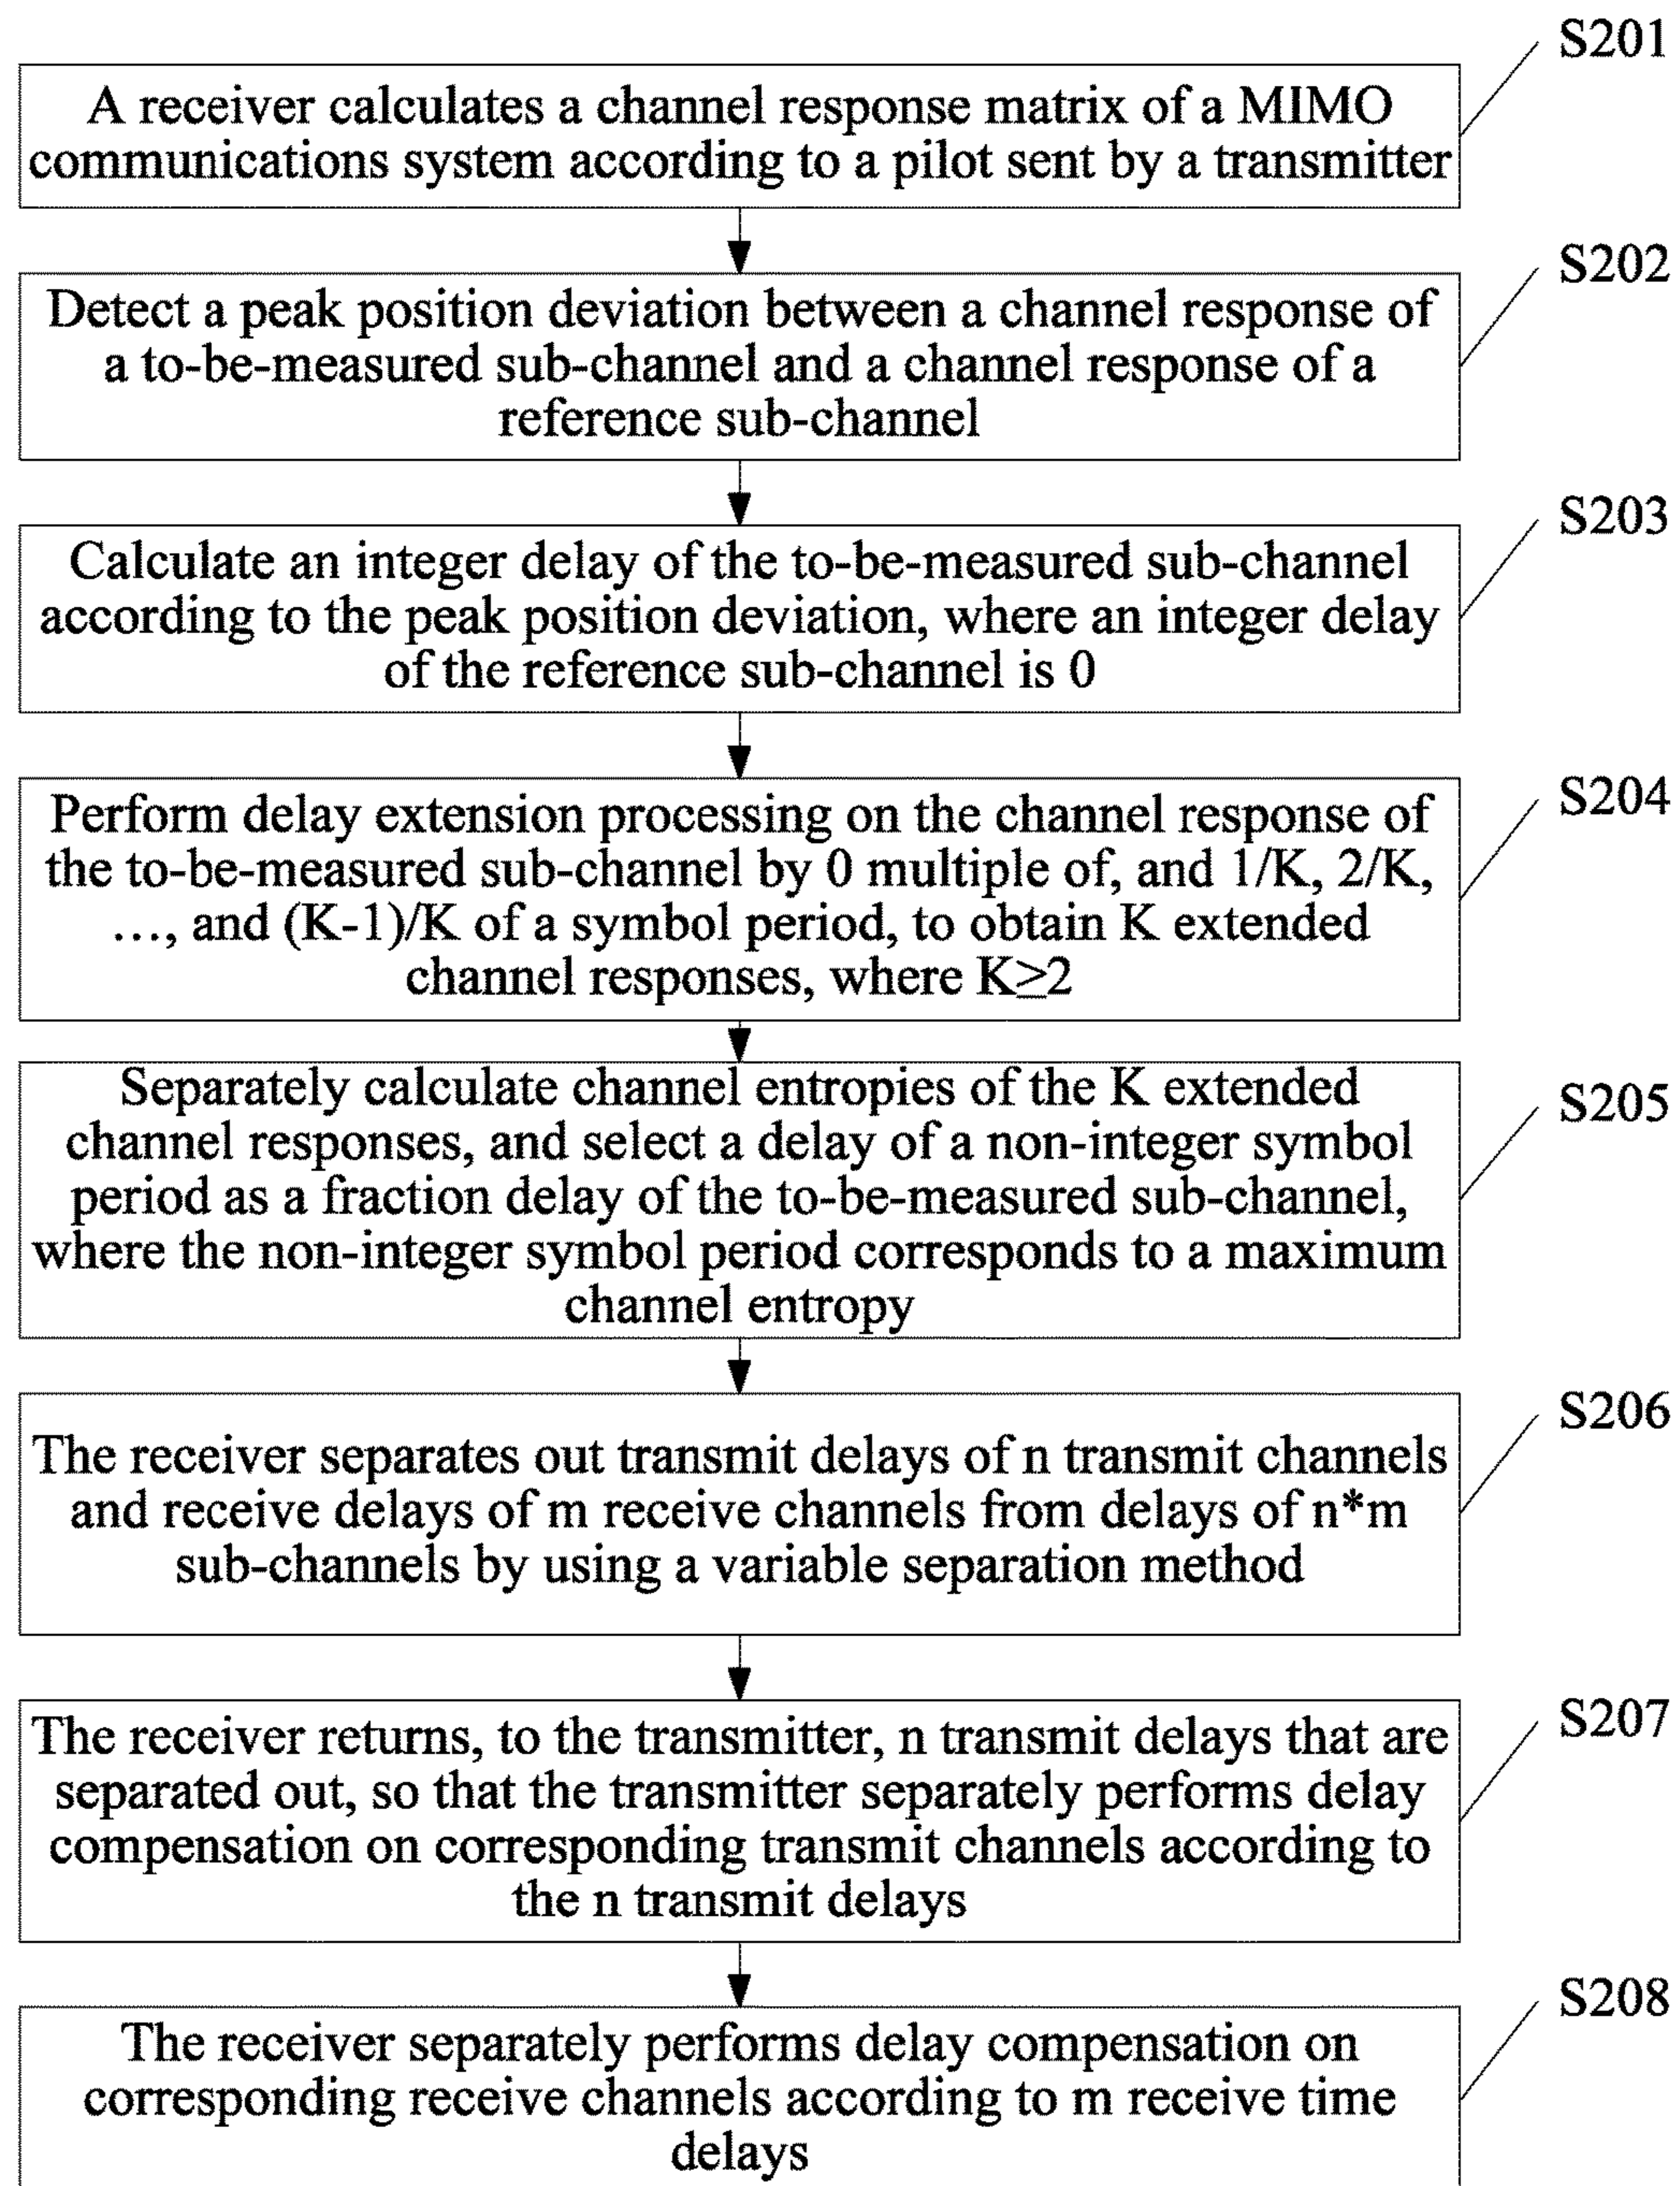 S201
A receiver calculates a channel response matrix of a MIMO
communications system according to a pilot sent by a transmitter
S202
Detect a peak position deviation between a channel response of
a to-be-measured sub-channel and a channel response of a
reference sub-channel
S203
Calculate an integer delay of the to-be-measured sub-channel
according to the peak position deviation, where an integer delay
of the reference sub-channel is 0
S204
Perform delay extension processing on the channel response of
the to-be-measured sub-channel by 0 multiple of, and 1/K, 2/K,
…, and (K-1)/K of a symbol period, to obtain K extended
channel responses, where K≥2
S205
Separately calculate channel entropies of the K extended
channel responses, and select a delay of a non-integer symbol
period as a fraction delay of the to-be-measured sub-channel,
where the non-integer symbol period corresponds to a maximum
channel entropy
S206
The receiver separates out transmit delays of n transmit channels
and receive delays of m receive channels from delays of n*m
sub-channels by using a variable separation method
S207
The receiver returns, to the transmitter, n transmit delays that are
separated out, so that the transmitter separately performs delay
compensation on corresponding transmit channels according to
the n transmit delays
S208
The receiver separately performs delay compensation on
corresponding receive channels according to m receive time
delays